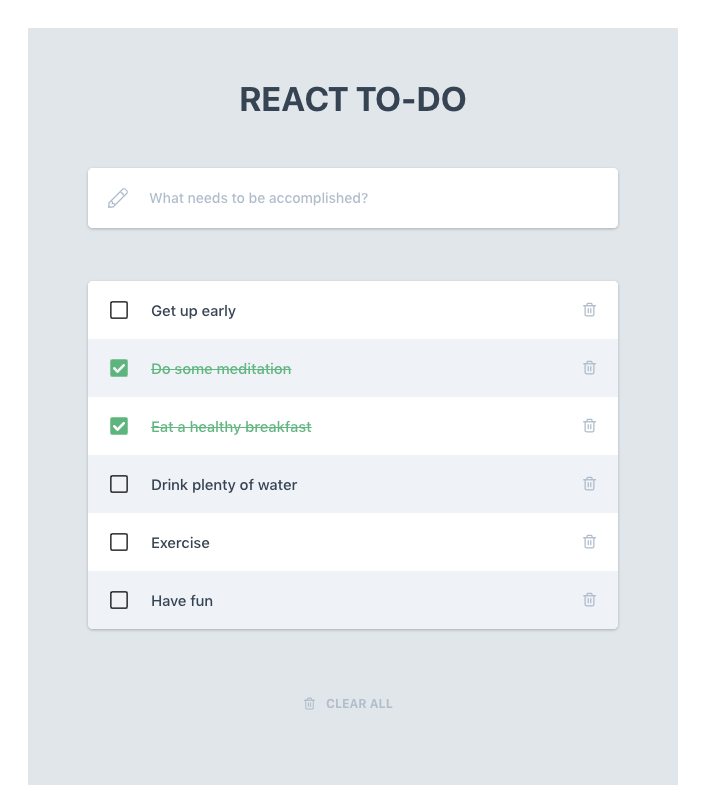 REACT TO-DO
What needs to be accomplished?
Get up early
Do some meditation
Eat a healthy breakfast
Drink plenty of water
Exercise
Have fun
CLEAR ALL